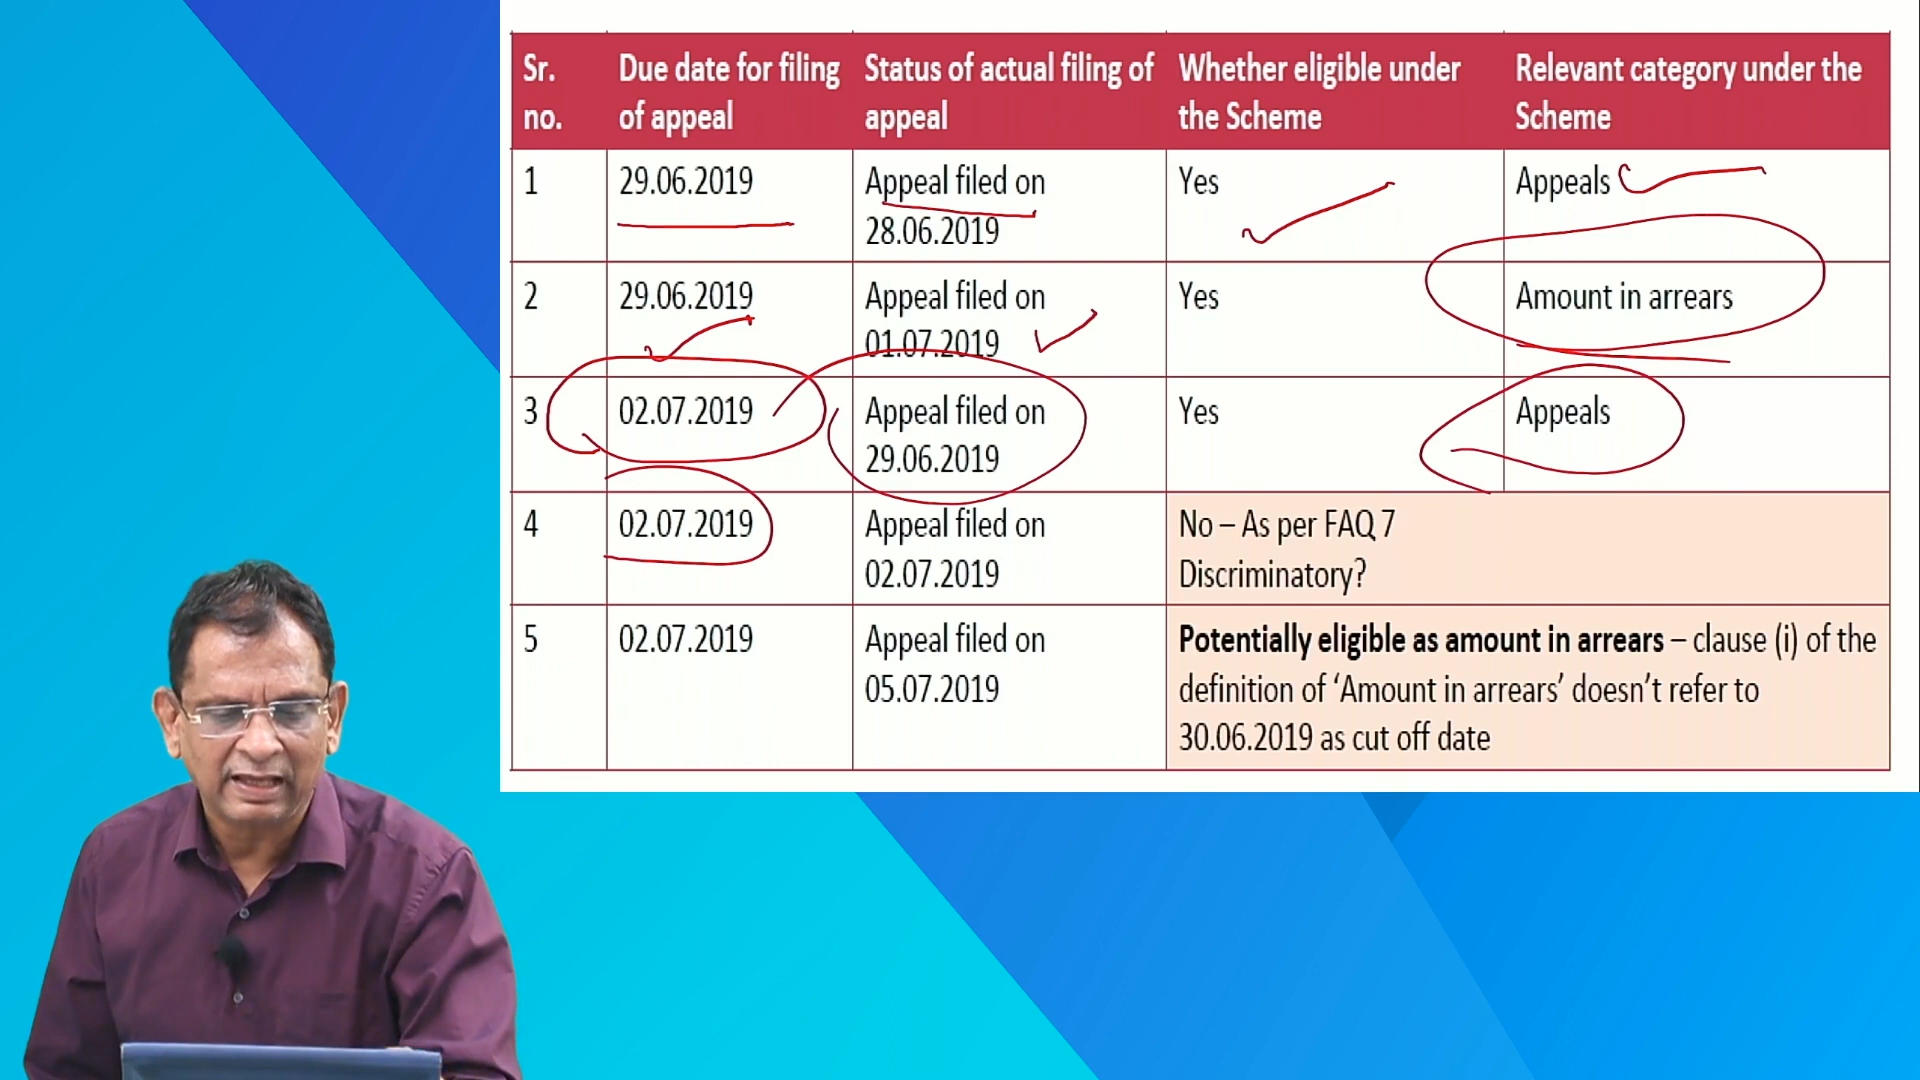 Sr. no.
Due date for filing of appeal
Status of actual filing of appeal
Whether eligible under the Scheme
Relevant category under the Scheme
1
29.06.2019
Appeal filed on
28.06.2019
Yes
Appeals
2
29.06.2019
Appeal filed on
01.07.2019
Yes
Amount in arrears
3
02.07.2019
Appeal filed on
29.06.2019
Yes
Appeals
4
02.07.2019
Appeal filed on
02.07.2019
No – As per FAQ 7
Discriminatory?
5
02.07.2019
Appeal filed on
05.07.2019
Potentially eligible as amount in arrears – clause (i) of the
definition of ‘Amount in arrears’ doesn’t refer to
30.06.2019 as cut off date